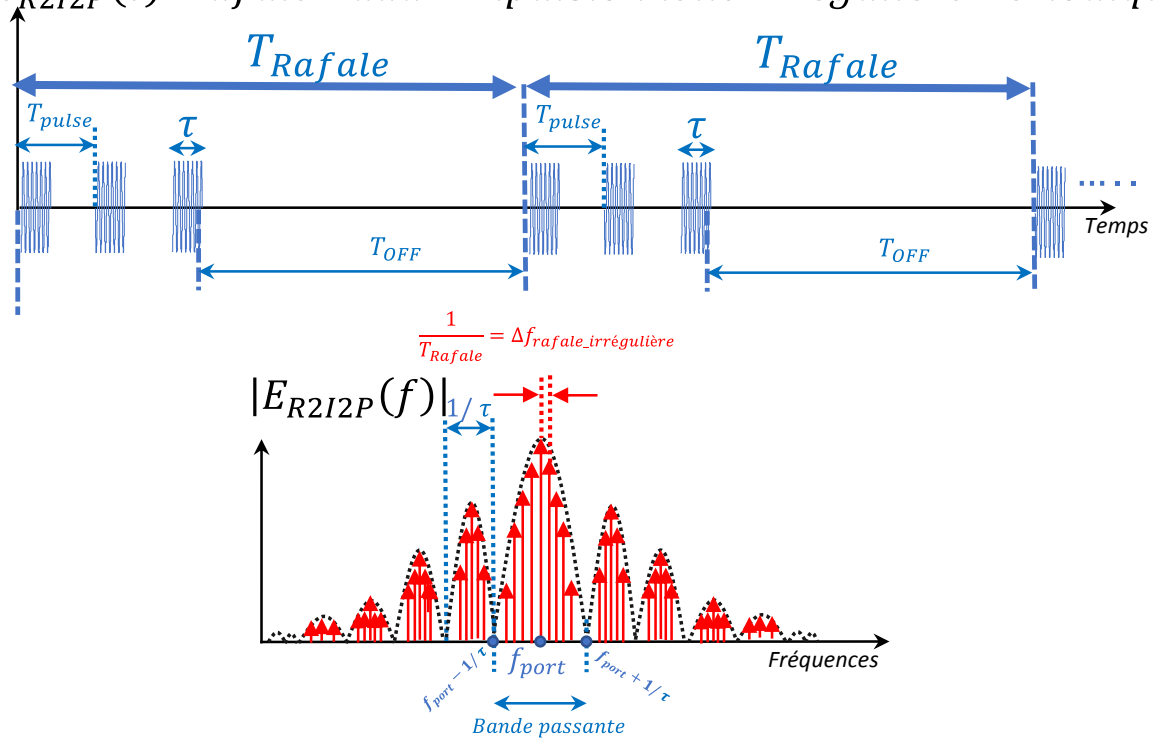 T_Rafale T_Rafale
T_pulse τ T_pulse τ
Temps
T_OFF T_OFF
1/T_Rafale = Δf_rafale_irrégulière
|E_R2I2P(f)| 1/ τ
f_port − 1/τ f_port f_port + 1/τ
Fréquences
Bande passante